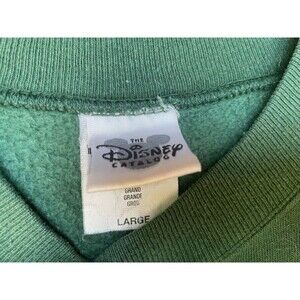 THE
Disney
CATALOG
GRAND
GRANDE
GROß
LARGE